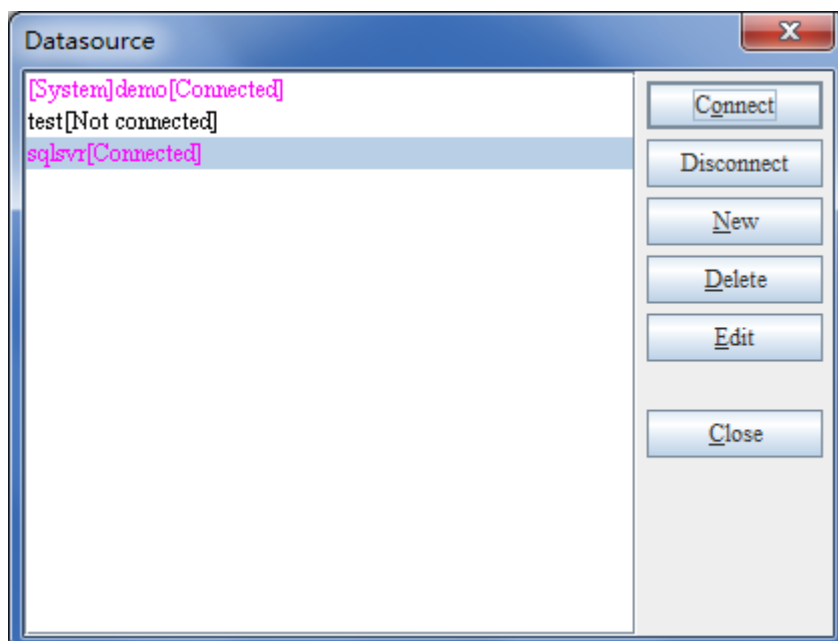 Datasource
[System]demo[Connected]
test[Not connected]
sqlsvr[Connected]
Connect
Disconnect
New
Delete
Edit
Close